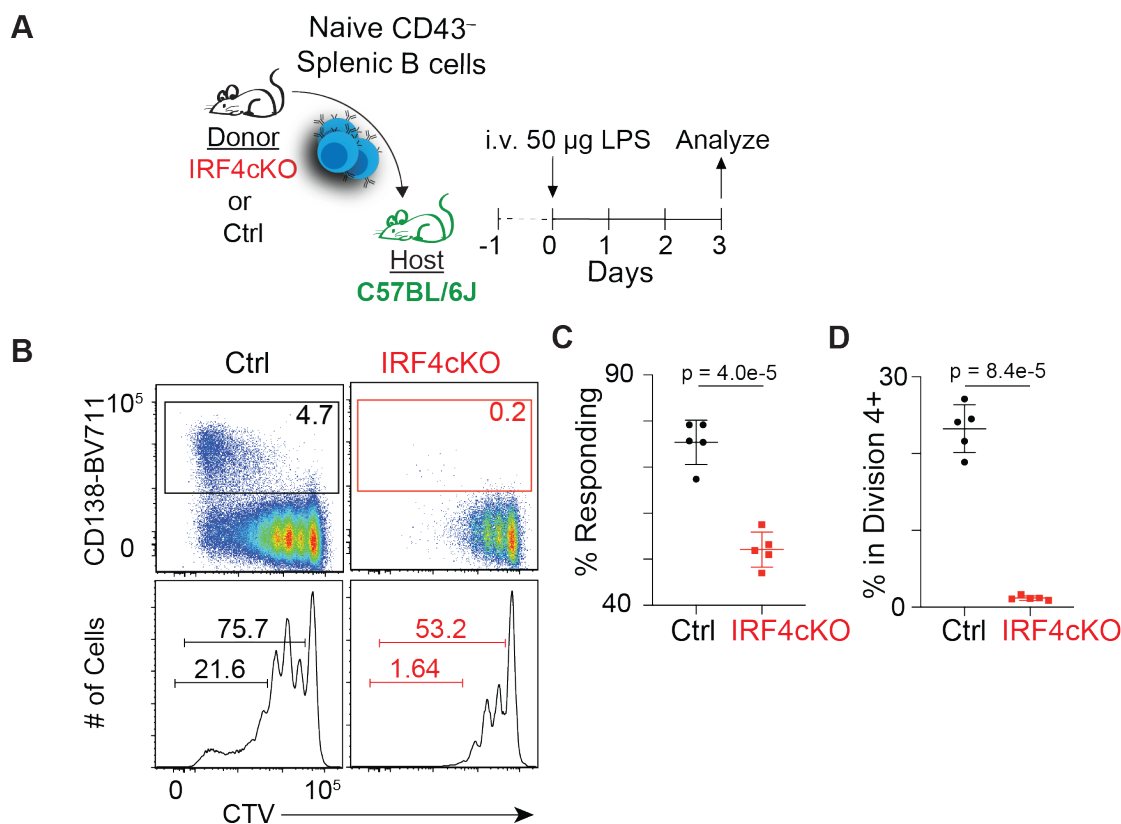 A
Naive CD43⁻
Splenic B cells
Donor
IRF4cKO
or
Ctrl
Host
C57BL/6J
i.v. 50 µg LPS
Analyze
-1
0
1
2
3
Days
B
Ctrl
IRF4cKO
CD138-BV711
10⁵
0
4.7
0.2
# of Cells
75.7
21.6
53.2
1.64
0
10⁵
CTV
C
% Responding
90
40
p = 4.0e-5
Ctrl
IRF4cKO
D
% in Division 4+
30
0
p = 8.4e-5
Ctrl
IRF4cKO